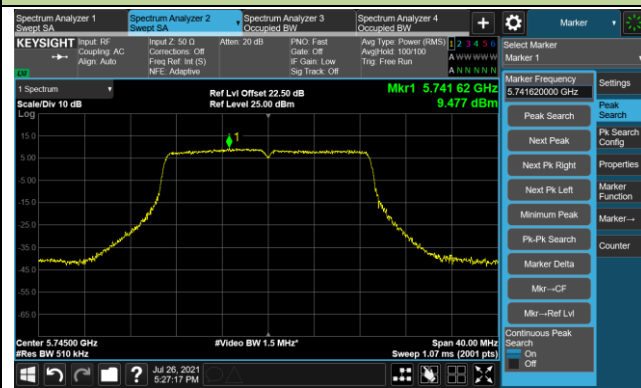 Spectrum Analyzer 1
Swept SA
Spectrum Analyzer 2
Swept SA
Spectrum Analyzer 3
Occupied BW
Spectrum Analyzer 4
Occupied BW
+
Marker
KEYSIGHT
Input: RF
Coupling: AC
Align: Auto
Input Z: 50 Ω
Corrections: Off
Freq Ref: Int (S)
NFE: Adaptive
Atten: 20 dB
PNO: Fast
Gate: Off
IF Gain: Low
Sig Track: Off
Avg Type: Power (RMS)
Avg|Hold: 100/100
Trig: Free Run
1 2 3 4 5 6
A W W W W W
A N N N N N
LXI
Select Marker
Marker 1
1 Spectrum
Scale/Div 10 dB
Log
Ref Lvl Offset 22.50 dB
Ref Level 25.00 dBm
Mkr1 5.741 62 GHz
9.477 dBm
15.0
5.00
-5.00
-15.0
-25.0
-35.0
-45.0
-55.0
-65.0
1
Center 5.74500 GHz
#Res BW 510 kHz
#Video BW 1.5 MHz*
Span 40.00 MHz
Sweep 1.07 ms (2001 pts)
Marker Frequency
5.741620000 GHz
Peak Search
Next Peak
Next Pk Right
Next Pk Left
Minimum Peak
Pk-Pk Search
Marker Delta
Mkr→CF
Mkr→Ref Lvl
Continuous Peak
Search
On
Off
Settings
Peak
Search
Pk Search
Config
Properties
Marker
Function
Marker→
Counter
?
Jul 26, 2021
5:27:17 PM